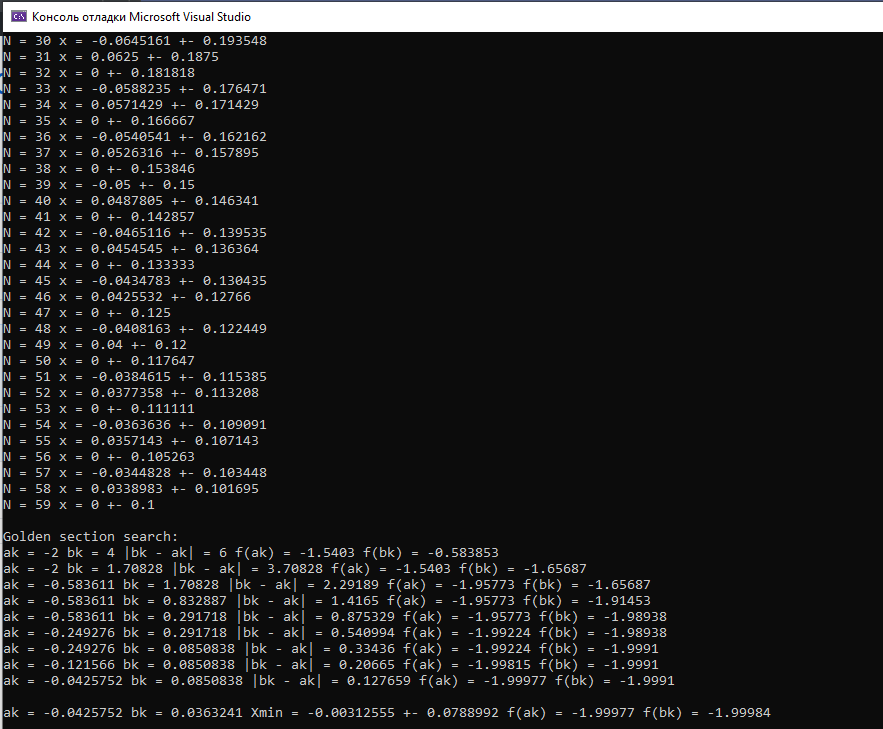 Консоль отладки Microsoft Visual Studio
N = 30 x = -0.0645161 +- 0.193548
N = 31 x = 0.0625 +- 0.1875
N = 32 x = 0 +- 0.181818
N = 33 x = -0.0588235 +- 0.176471
N = 34 x = 0.0571429 +- 0.171429
N = 35 x = 0 +- 0.166667
N = 36 x = -0.0540541 +- 0.162162
N = 37 x = 0.0526316 +- 0.157895
N = 38 x = 0 +- 0.153846
N = 39 x = -0.05 +- 0.15
N = 40 x = 0.0487805 +- 0.146341
N = 41 x = 0 +- 0.142857
N = 42 x = -0.0465116 +- 0.139535
N = 43 x = 0.0454545 +- 0.136364
N = 44 x = 0 +- 0.133333
N = 45 x = -0.0434783 +- 0.130435
N = 46 x = 0.0425532 +- 0.12766
N = 47 x = 0 +- 0.125
N = 48 x = -0.0408163 +- 0.122449
N = 49 x = 0.04 +- 0.12
N = 50 x = 0 +- 0.117647
N = 51 x = -0.0384615 +- 0.115385
N = 52 x = 0.0377358 +- 0.113208
N = 53 x = 0 +- 0.111111
N = 54 x = -0.0363636 +- 0.109091
N = 55 x = 0.0357143 +- 0.107143
N = 56 x = 0 +- 0.105263
N = 57 x = -0.0344828 +- 0.103448
N = 58 x = 0.0338983 +- 0.101695
N = 59 x = 0 +- 0.1
Golden section search:
ak = -2 bk = 4 |bk - ak| = 6 f(ak) = -1.5403 f(bk) = -0.583853
ak = -2 bk = 1.70828 |bk - ak| = 3.70828 f(ak) = -1.5403 f(bk) = -1.65687
ak = -0.583611 bk = 1.70828 |bk - ak| = 2.29189 f(ak) = -1.95773 f(bk) = -1.65687
ak = -0.583611 bk = 0.832887 |bk - ak| = 1.4165 f(ak) = -1.95773 f(bk) = -1.91453
ak = -0.583611 bk = 0.291718 |bk - ak| = 0.875329 f(ak) = -1.95773 f(bk) = -1.98938
ak = -0.249276 bk = 0.291718 |bk - ak| = 0.540994 f(ak) = -1.99224 f(bk) = -1.98938
ak = -0.249276 bk = 0.0850838 |bk - ak| = 0.33436 f(ak) = -1.99224 f(bk) = -1.9991
ak = -0.121566 bk = 0.0850838 |bk - ak| = 0.20665 f(ak) = -1.99815 f(bk) = -1.9991
ak = -0.0425752 bk = 0.0850838 |bk - ak| = 0.127659 f(ak) = -1.99977 f(bk) = -1.9991
ak = -0.0425752 bk = 0.0363241 Xmin = -0.00312555 +- 0.0788992 f(ak) = -1.99977 f(bk) = -1.99984